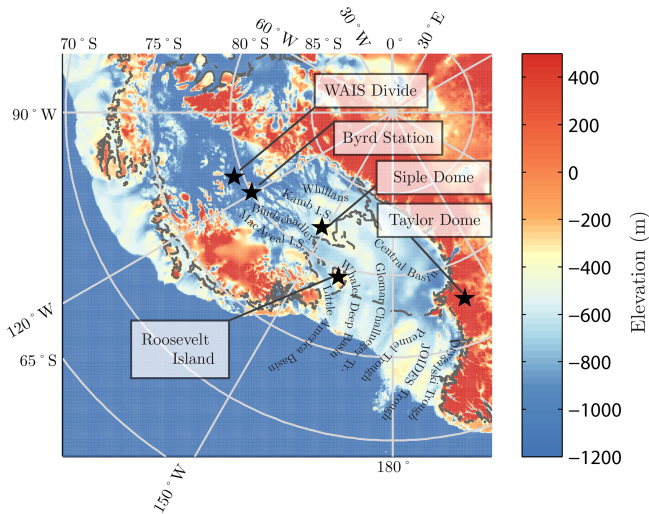 30° W
60° W
0°
30° E
70° S
75° S
80° S
85° S
90° W
WAIS Divide
Byrd Station
Siple Dome
Taylor Dome
Whillans
Kamb I.S.
Bindschadler
MacAyeal I.S.
Central Basin
Whales Deep Basin
Little
America Basin
Glomar Challenger Tr.
Pennel Trough
JOIDES Trough
Drygalski Trough
Roosevelt
Island
120° W
65° S
150° W
180°
400
200
0
−200
−400
−600
−800
−1000
−1200
Elevation (m)